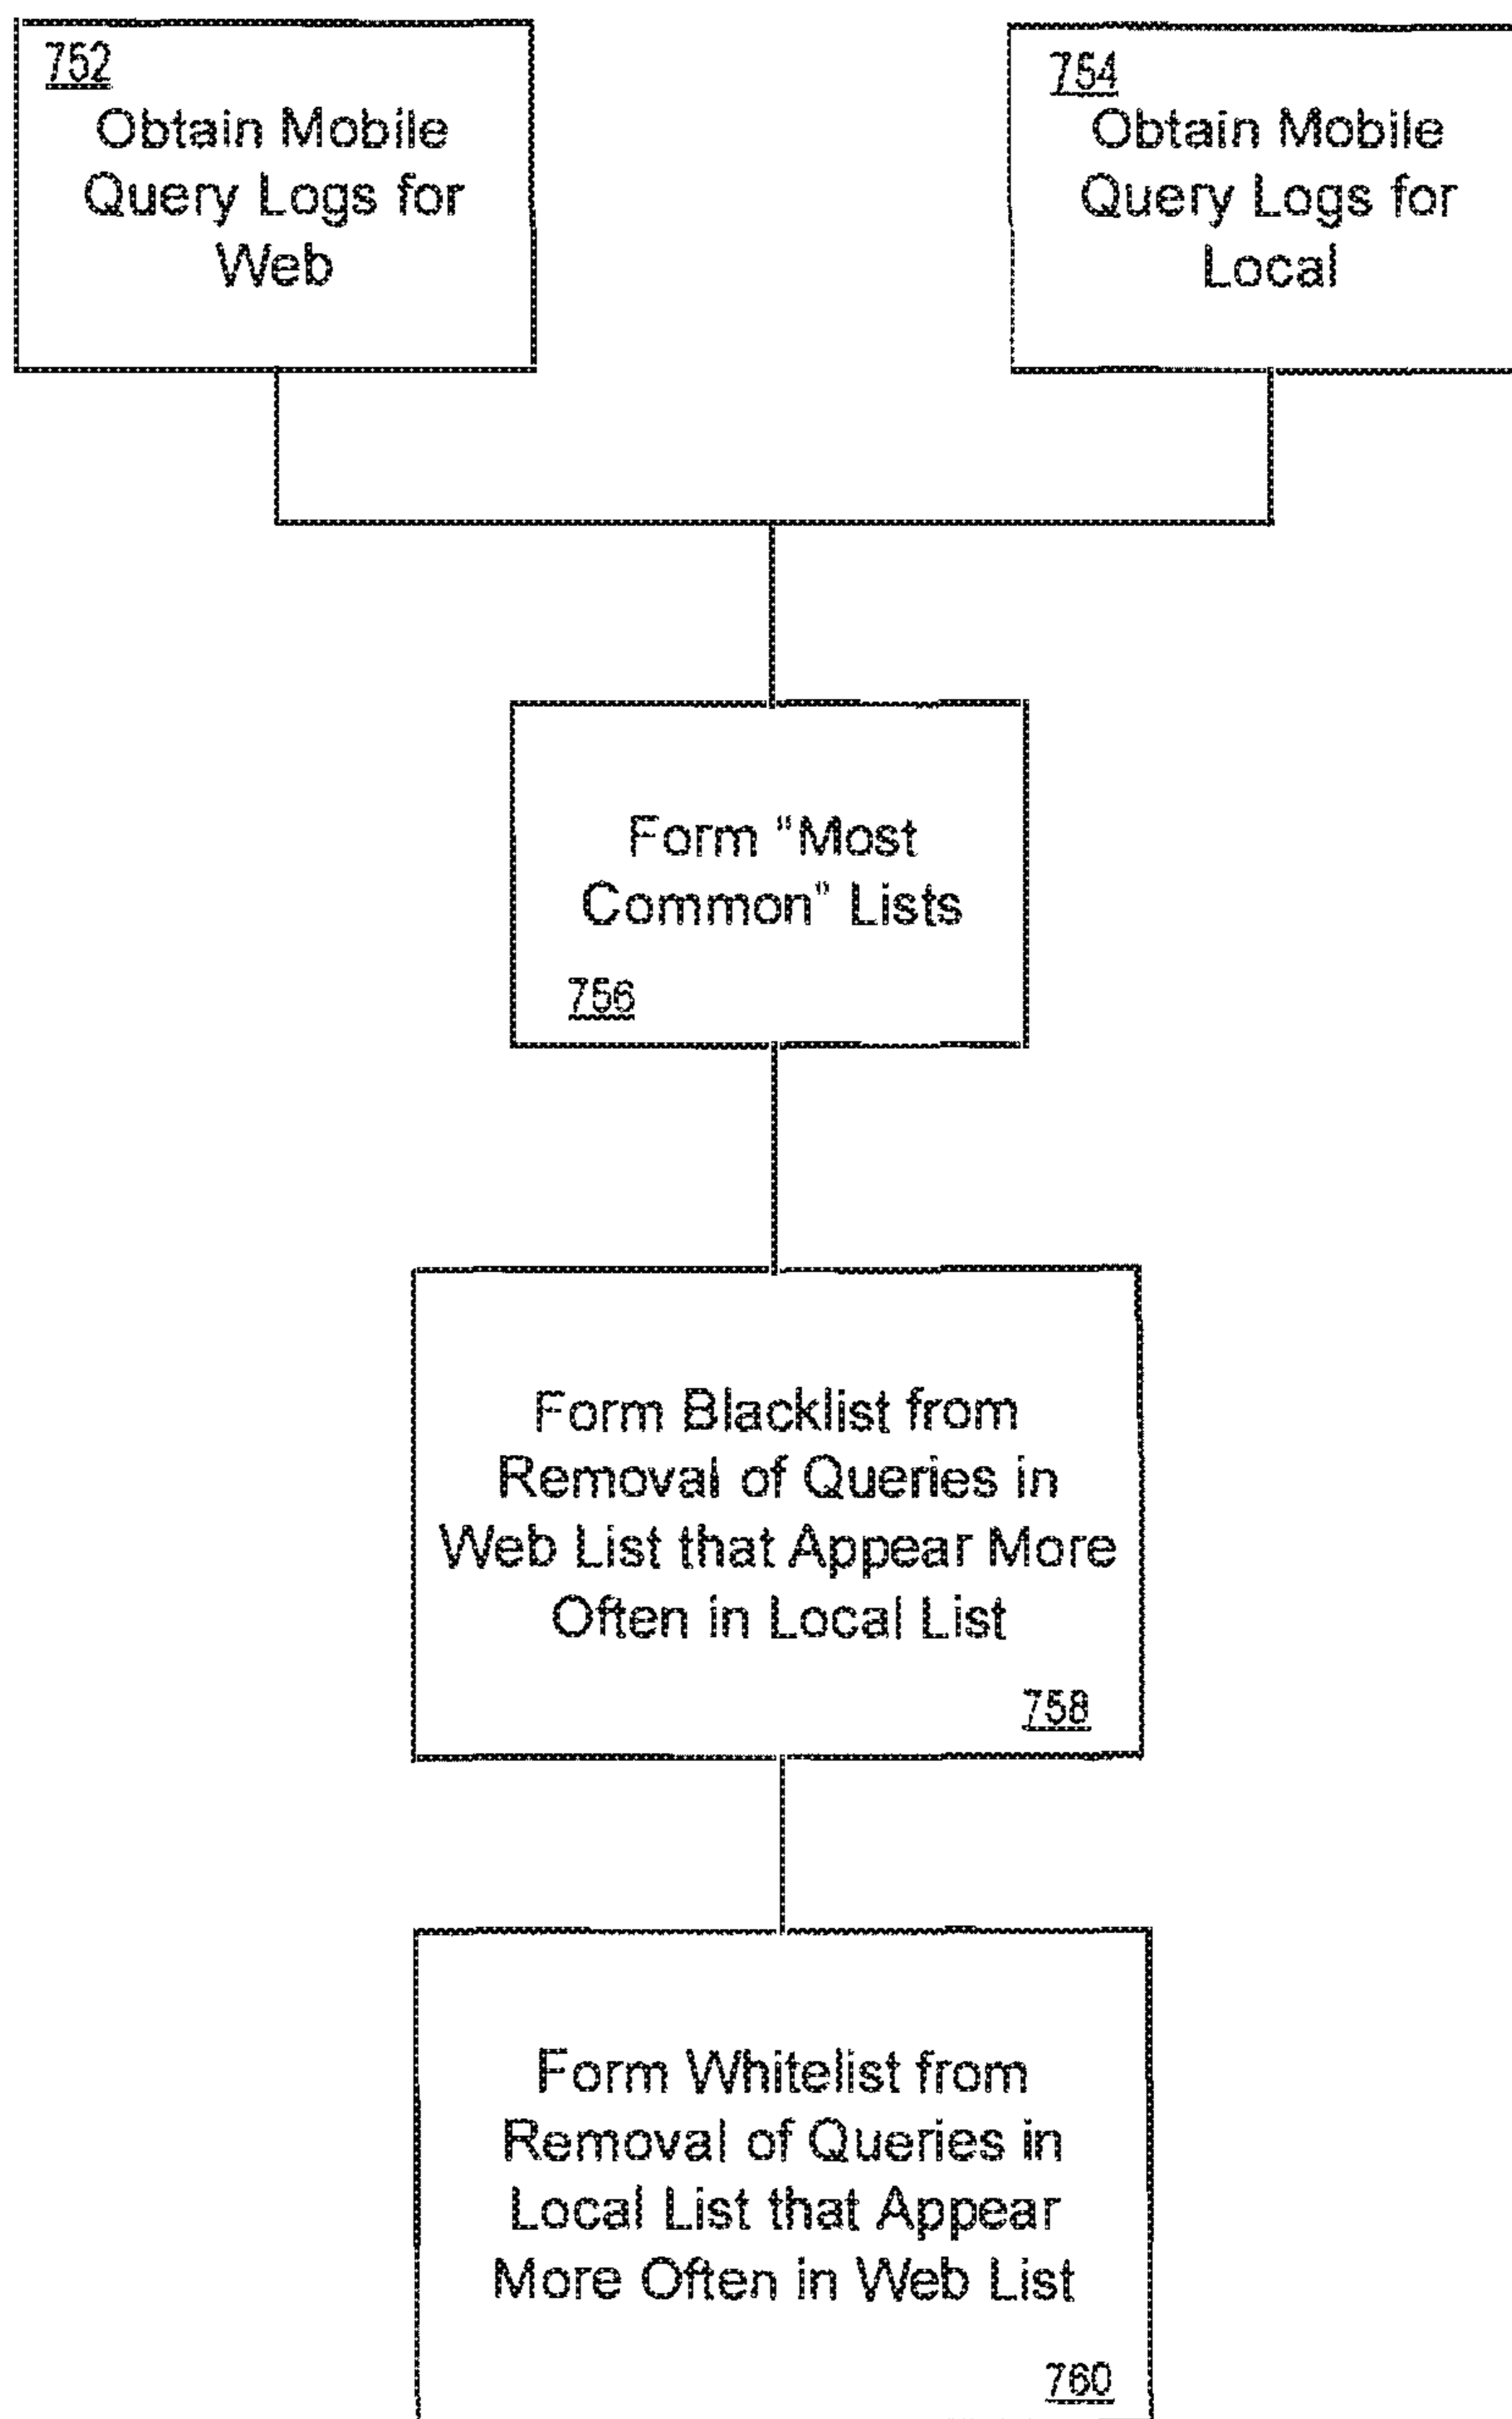 752
Obtain Mobile
Query Logs for
Web
754
Obtain Mobile
Query Logs for
Local
Form "Most
Common" Lists
756
Form Blacklist from
Removal of Queries in
Web List that Appear More
Often in Local List
758
Form Whitelist from
Removal of Queries in
Local List that Appear
More Often in Web List
760